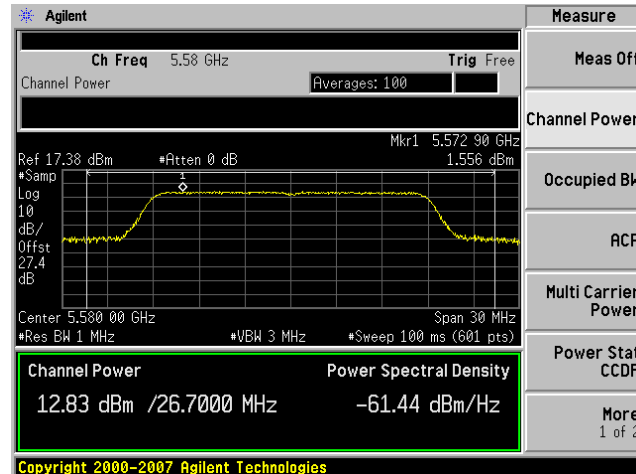 Agilent
Measure
Ch Freq 5.58 GHz Trig Free
Meas Off
Channel Power Averages: 100
Channel Power
Mkr1 5.572 90 GHz
Ref 17.38 dBm #Atten 0 dB 1.556 dBm
#Samp
1
Log
10
dB/
Offst
27.4
dB
Occupied B
ACP
Multi Carrier
Power
Center 5.580 00 GHz Span 30 MHz
#Res BW 1 MHz #VBW 3 MHz #Sweep 100 ms (601 pts)
Power Stat
CCDF
Channel Power Power Spectral Density
12.83 dBm /26.7000 MHz -61.44 dBm/Hz
More
1 of 2
Copyright 2000-2007 Agilent Technologies